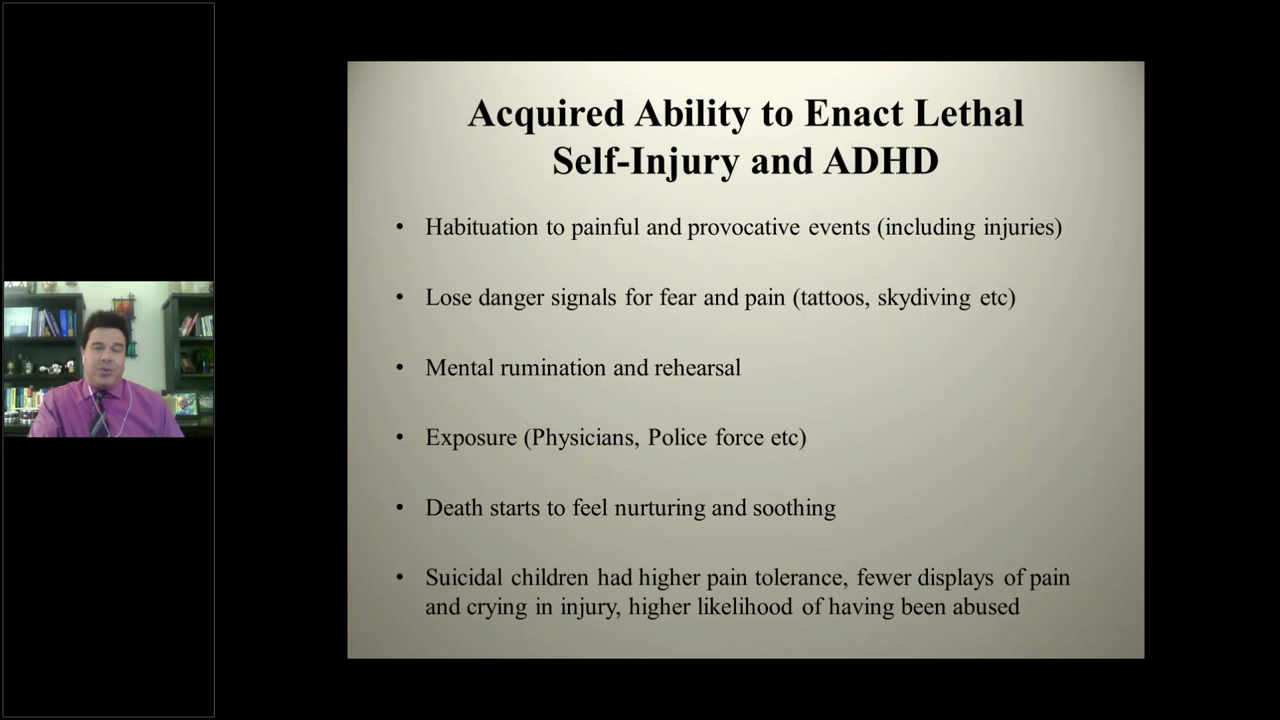 Acquired Ability to Enact Lethal
Self-Injury and ADHD
• Habituation to painful and provocative events (including injuries)
• Lose danger signals for fear and pain (tattoos, skydiving etc)
• Mental rumination and rehearsal
• Exposure (Physicians, Police force etc)
• Death starts to feel nurturing and soothing
• Suicidal children had higher pain tolerance, fewer displays of pain
and crying in injury, higher likelihood of having been abused